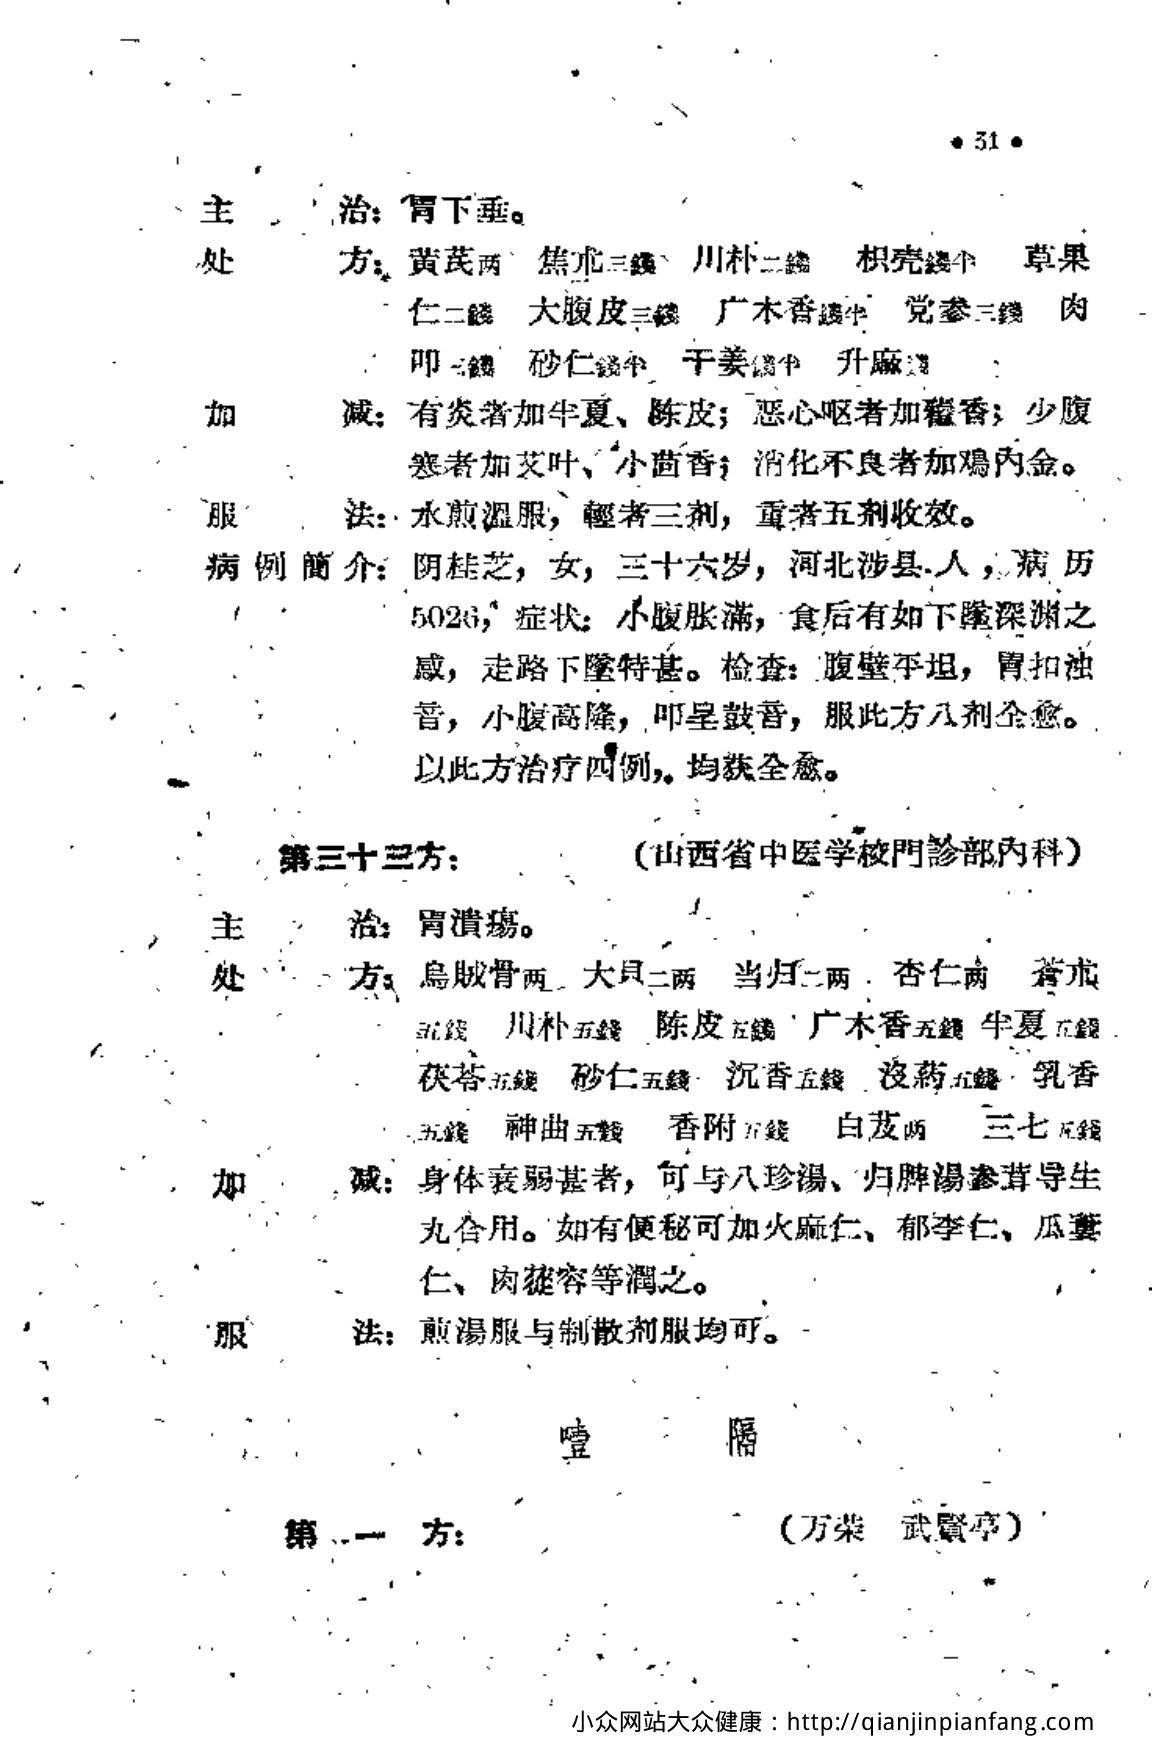 • 31 •
主 治：胃下垂。
处 方：黄芪两 焦朮三錢 川朴二錢 枳壳錢半 草果
仁二錢 大腹皮三錢 广木香錢半 党参三錢 肉
叩三錢 砂仁錢半 干姜錢半 升麻錢
加 减：有炎者加半夏、陈皮；恶心呕者加藿香；少腹
寒者加艾叶、小茴香；消化不良者加鸡內金。
服 法：水煎溫服，輕者三剂，重者五剂收效。
病例簡介：阴桂芝，女，三十六岁，河北涉县人，病历
5026，症状：小腹胀滿，食后有如下墜深渊之
感，走路下墜特甚。检查：腹壁平坦，胃扣浊
音，小腹高隆，叩呈鼓音，服此方八剂全愈。
以此方治疗四例，均获全愈。
第三十三方： （山西省中医学校門診部內科）
主 治：胃潰瘍。
处 方：烏賊骨两 大貝二两 当归二两 杏仁两 蒼朮
五錢 川朴五錢 陈皮五錢 广木香五錢 半夏五錢
茯苓五錢 砂仁五錢 沉香五錢 沒葯五錢 乳香
五錢 神曲五錢 香附五錢 白芨两 三七五錢
加 减：身体衰弱甚者，可与八珍湯、归脾湯参茸导生
丸合用。如有便秘可加火麻仁、郁李仁、瓜蒌
仁、肉蓯容等潤之。
服 法：煎湯服与制散剂服均可。
噎 膈
第一方： （万荣 武賢亭）
小众网站大众健康：http://qianjinpianfang.com